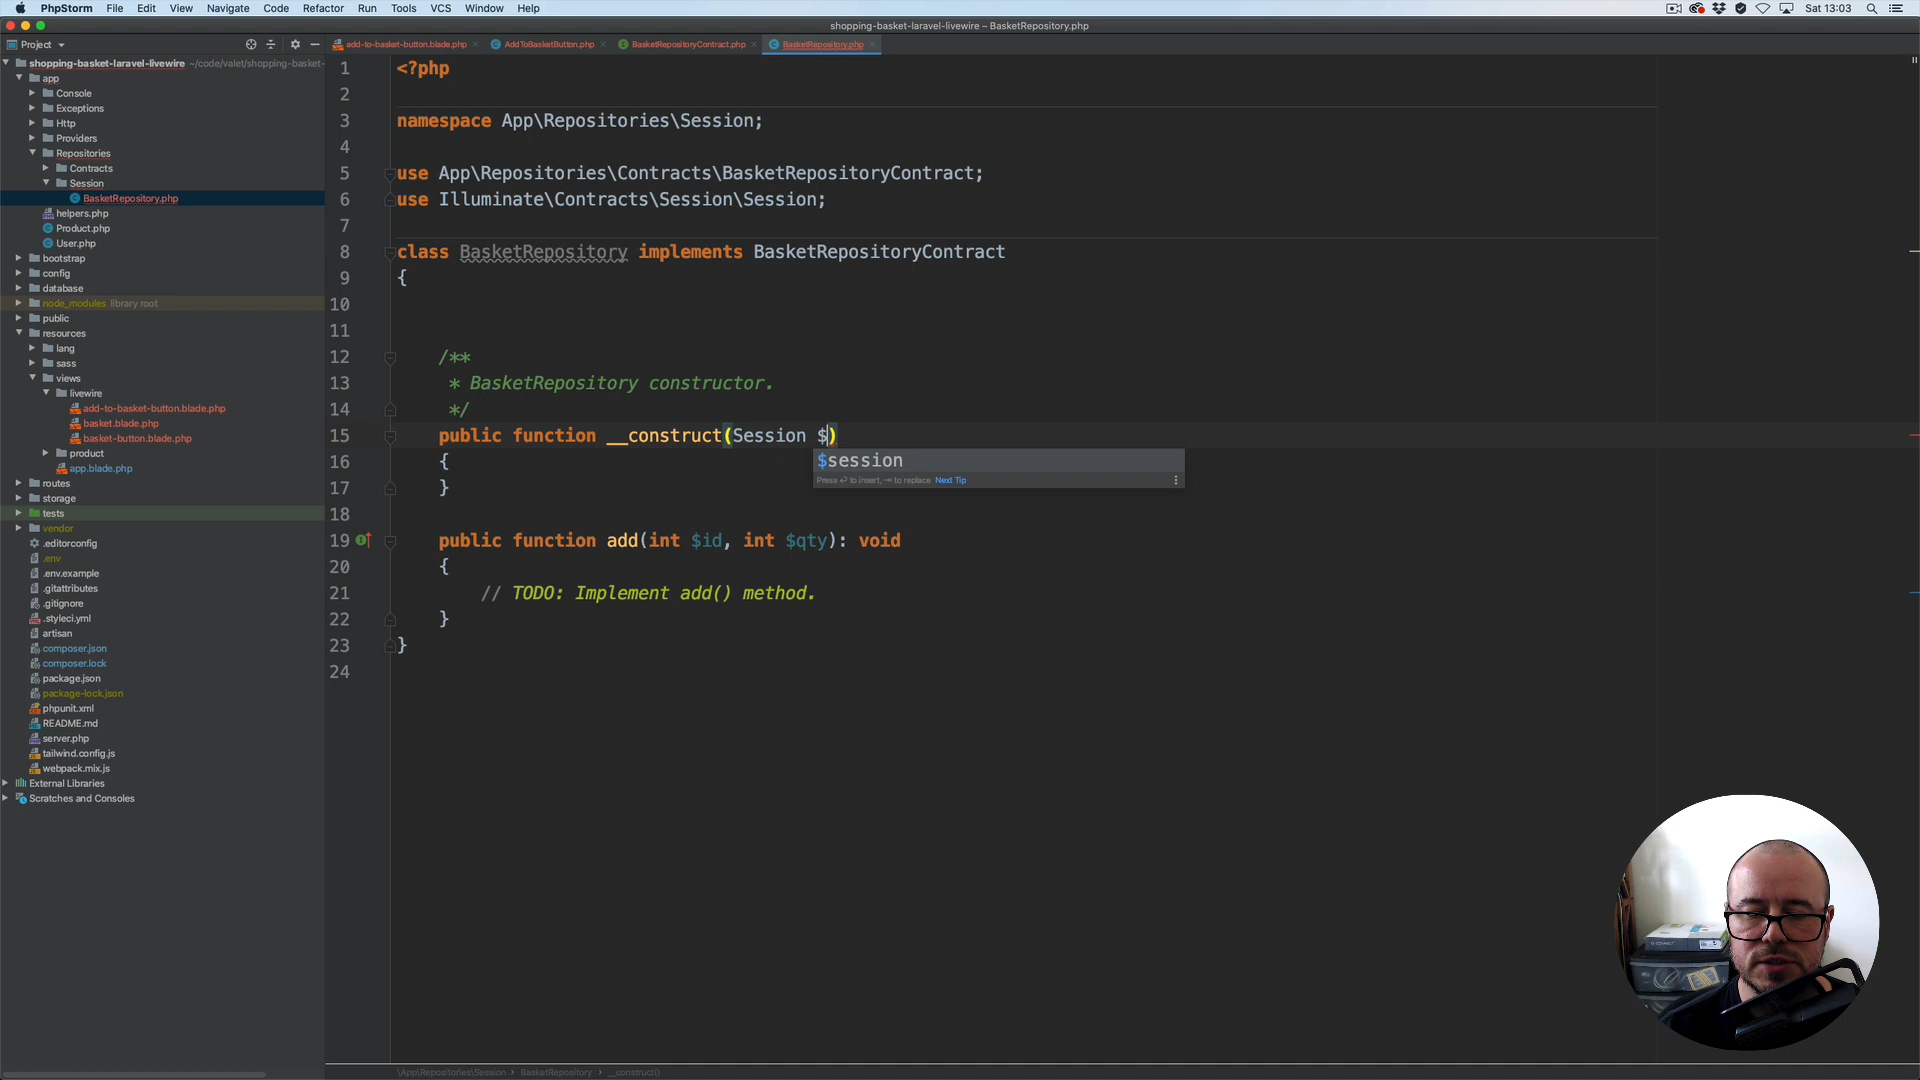 PhpStorm File Edit View Navigate Code Refactor Run Tools VCS Window Help Sat 13:03
shopping-basket-laravel-livewire – BasketRepository.php
Project
add-to-basket-button.blade.php AddToBasketButton.php BasketRepositoryContract.php BasketRepository.php
shopping-basket-laravel-livewire ~/code/valet/shopping-basket-
app
Console
Exceptions
Http
Providers
Repositories
Contracts
Session
BasketRepository.php
helpers.php
Product.php
User.php
bootstrap
config
database
node_modules library root
public
resources
lang
sass
views
livewire
add-to-basket-button.blade.php
basket.blade.php
basket-button.blade.php
product
app.blade.php
routes
storage
tests
vendor
.editorconfig
.env
.env.example
.gitattributes
.gitignore
.styleci.yml
artisan
composer.json
composer.lock
package.json
package-lock.json
phpunit.xml
README.md
server.php
tailwind.config.js
webpack.mix.js
External Libraries
Scratches and Consoles
1 <?php
2
3 namespace App\Repositories\Session;
4
5 use App\Repositories\Contracts\BasketRepositoryContract;
6 use Illuminate\Contracts\Session\Session;
7
8 class BasketRepository implements BasketRepositoryContract
9 {
10
11
12 /**
13 * BasketRepository constructor.
14 */
15 public function __construct(Session $)
$session
16 {
Press ⏎ to insert, ⇥ to replace Next Tip
17 }
18
19 public function add(int $id, int $qty): void
20 {
21 // TODO: Implement add() method.
22 }
23 }
24
\App\Repositories\Session › BasketRepository › __construct()